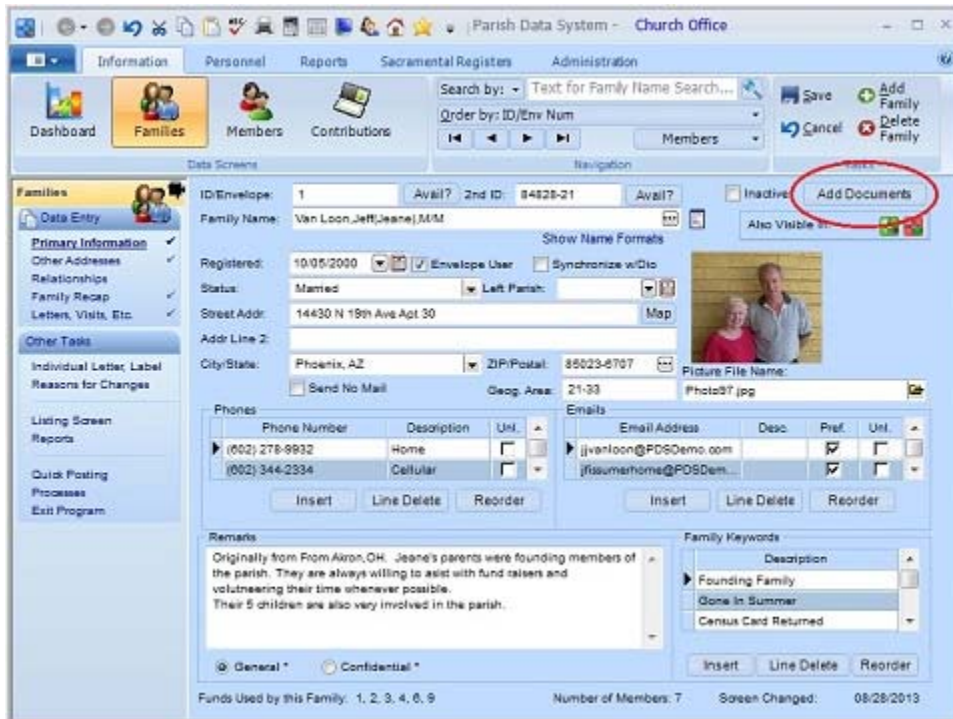 Parish Data System - Church Office
Information Personnel Reports Sacramental Registers Administration
Dashboard
Families
Members
Contributions
Data Screens
Search by: Text for Family Name Search...
Order by: ID/Env Num
Members
Navigation
Save
Cancel
Add Family
Delete Family
Tasks
Families
Data Entry
Primary Information
Other Addresses
Relationships
Family Recap
Letters, Visits, Etc.
Other Tasks
Individual Letter, Label
Reasons for Changes
Listing Screen
Reports
Quick Posting
Processes
Exit Program
ID/Envelope: 1 Avail? 2nd ID: 84828-21 Avail? Inactive Add Documents
Family Name: Van Loon,Jeff(Jeane),M/M Also Visible in:
Show Name Formats
Registered: 10/05/2000 Envelope User Synchronize w/Dio
Status: Married Left Parish:
Street Addr: 14430 N 19th Ave Apt 30 Map
Addr Line 2:
City/State: Phoenix, AZ ZIP/Postal: 85023-6707
Send No Mail Geog. Area: 21-33
Picture File Name:
Photo97.jpg
Phones
Phone Number Description Unl.
(602) 278-9932 Home
(602) 344-2334 Cellular
Insert Line Delete Reorder
Emails
Email Address Desc. Pref. Unl.
jjvanloon@PDSDemo.com
jfissumerhome@PDSDem...
Insert Line Delete Reorder
Remarks
Originally from From Akron,OH. Jeane's parents were founding members of
the parish. They are always willing to asist with fund raisers and
volutneering their time whenever possible.
Their 5 children are also very involved in the parish.
General * Confidential *
Family Keywords
Description
Founding Family
Gone In Summer
Census Card Returned
Insert Line Delete Reorder
Funds Used by this Family: 1, 2, 3, 4, 6, 9 Number of Members: 7 Screen Changed: 08/28/2013